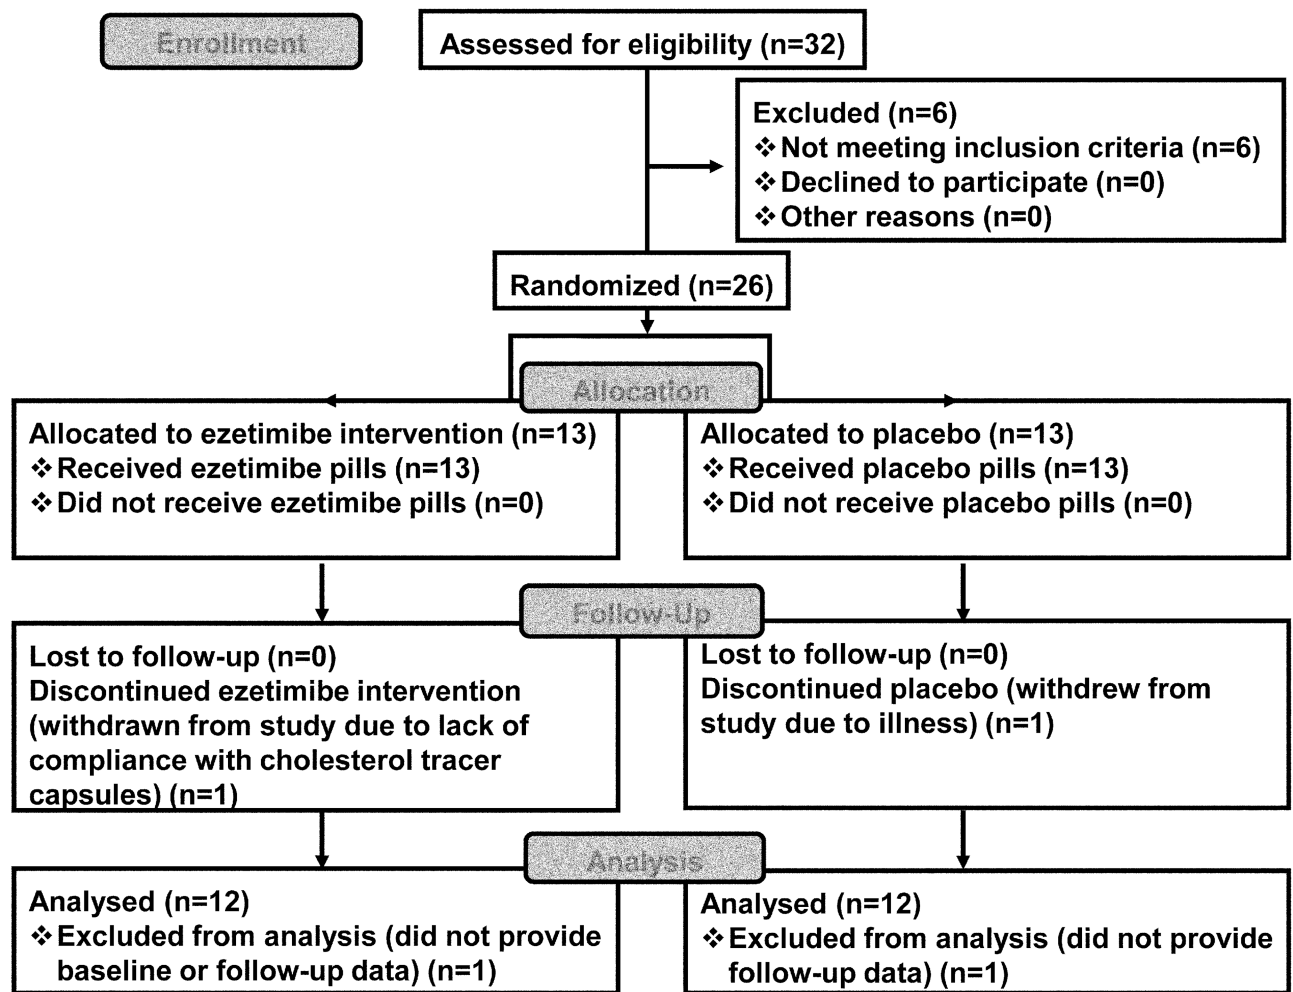 Enrollment
Assessed for eligibility (n=32)
Excluded (n=6)
❖Not meeting inclusion criteria (n=6)
❖Declined to participate (n=0)
❖Other reasons (n=0)
Randomized (n=26)
Allocation
Allocated to ezetimibe intervention (n=13)
❖Received ezetimibe pills (n=13)
❖Did not receive ezetimibe pills (n=0)
Allocated to placebo (n=13)
❖Received placebo pills (n=13)
❖Did not receive placebo pills (n=0)
Follow-Up
Lost to follow-up (n=0)
Discontinued ezetimibe intervention
(withdrawn from study due to lack of
compliance with cholesterol tracer
capsules) (n=1)
Lost to follow-up (n=0)
Discontinued placebo (withdrew from
study due to illness) (n=1)
Analysis
Analysed (n=12)
❖Excluded from analysis (did not provide
baseline or follow-up data) (n=1)
Analysed (n=12)
❖Excluded from analysis (did not provide
follow-up data) (n=1)